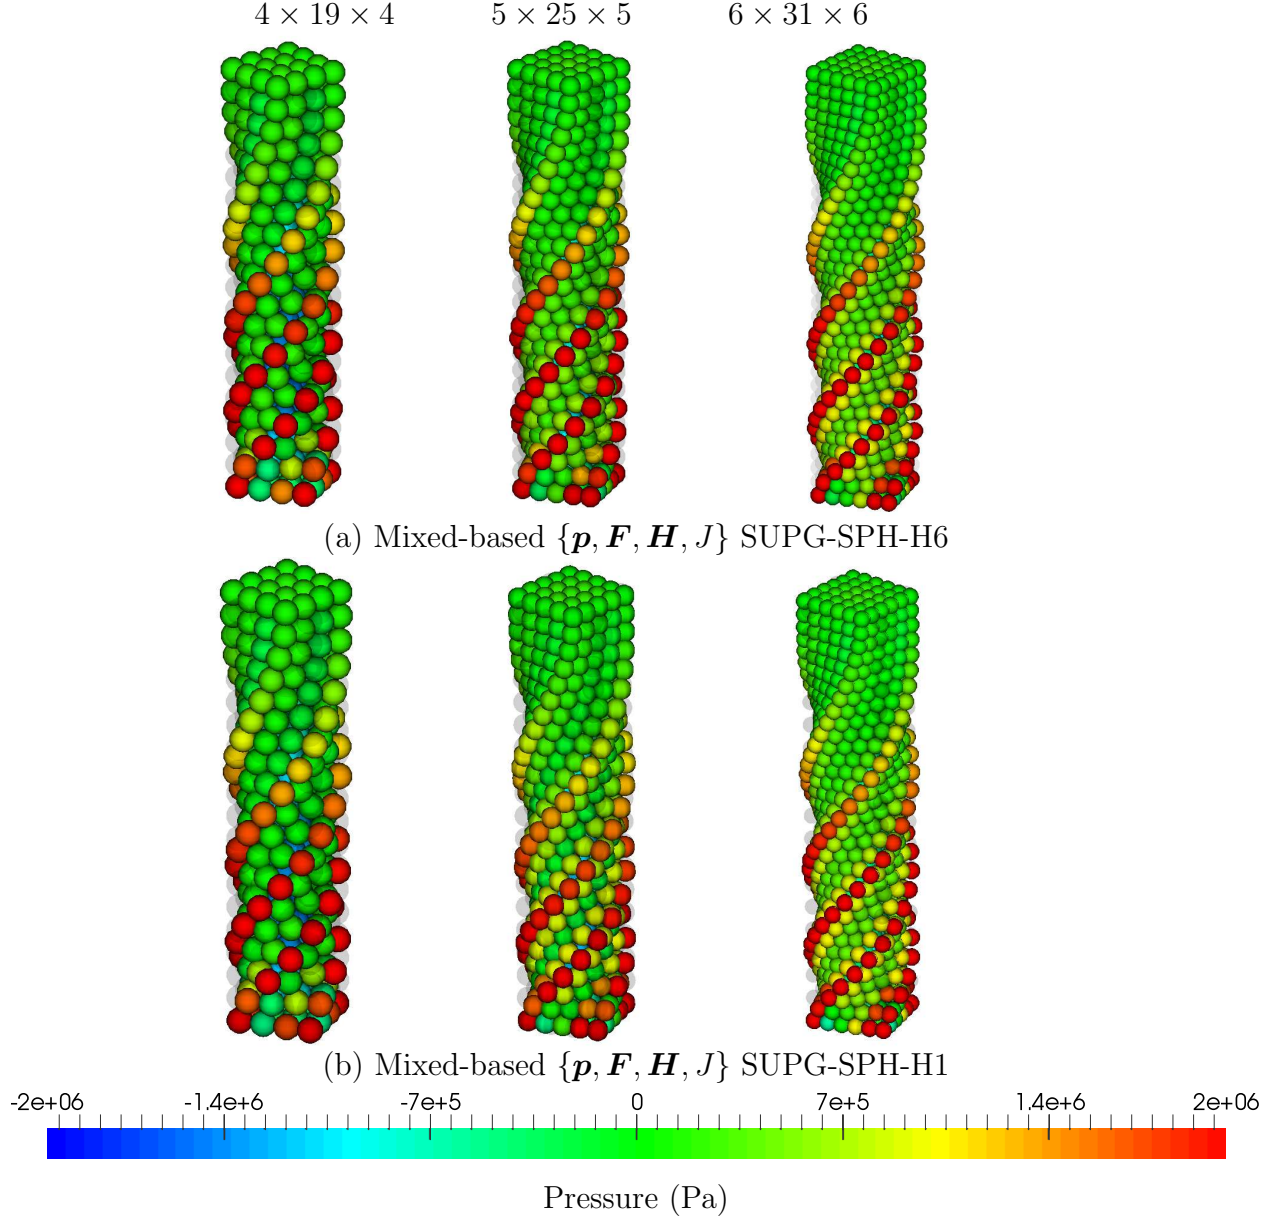 4 × 19 × 4 5 × 25 × 5 6 × 31 × 6
(a) Mixed-based {p, F, H, J} SUPG-SPH-H6
(b) Mixed-based {p, F, H, J} SUPG-SPH-H1
-2e+06 -1.4e+6 -7e+5 0 7e+5 1.4e+6 2e+06
Pressure (Pa)